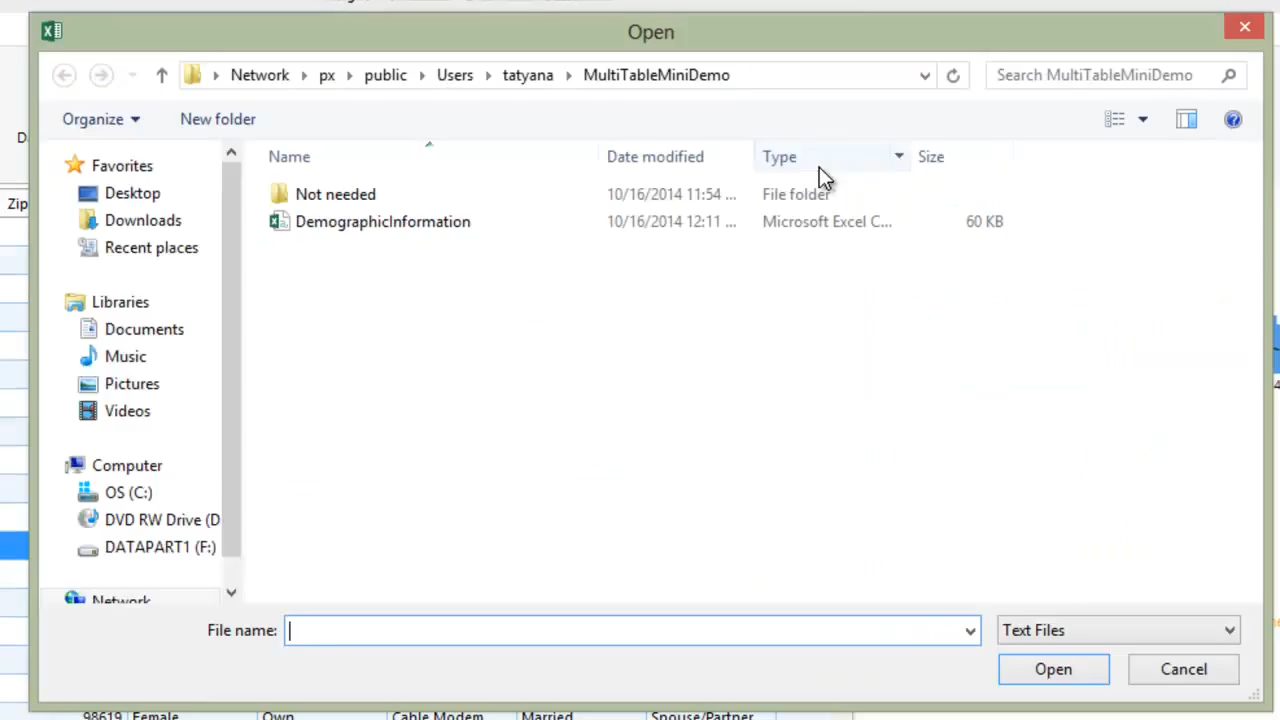 Open
Network px public Users tatyana MultiTableMiniDemo Search MultiTableMiniDemo
Organize New folder
Name Date modified Type Size
Not needed 10/16/2014 11:54 ... File folder
DemographicInformation 10/16/2014 12:11 ... Microsoft Excel C... 60 KB
Favorites
Desktop
Downloads
Recent places
Libraries
Documents
Music
Pictures
Videos
Computer
OS (C:)
DVD RW Drive (D
DATAPART1 (F:)
Network
File name: Text Files
Open Cancel
Zip
98619 Female Own Cable Modem Married Spouse/Partner